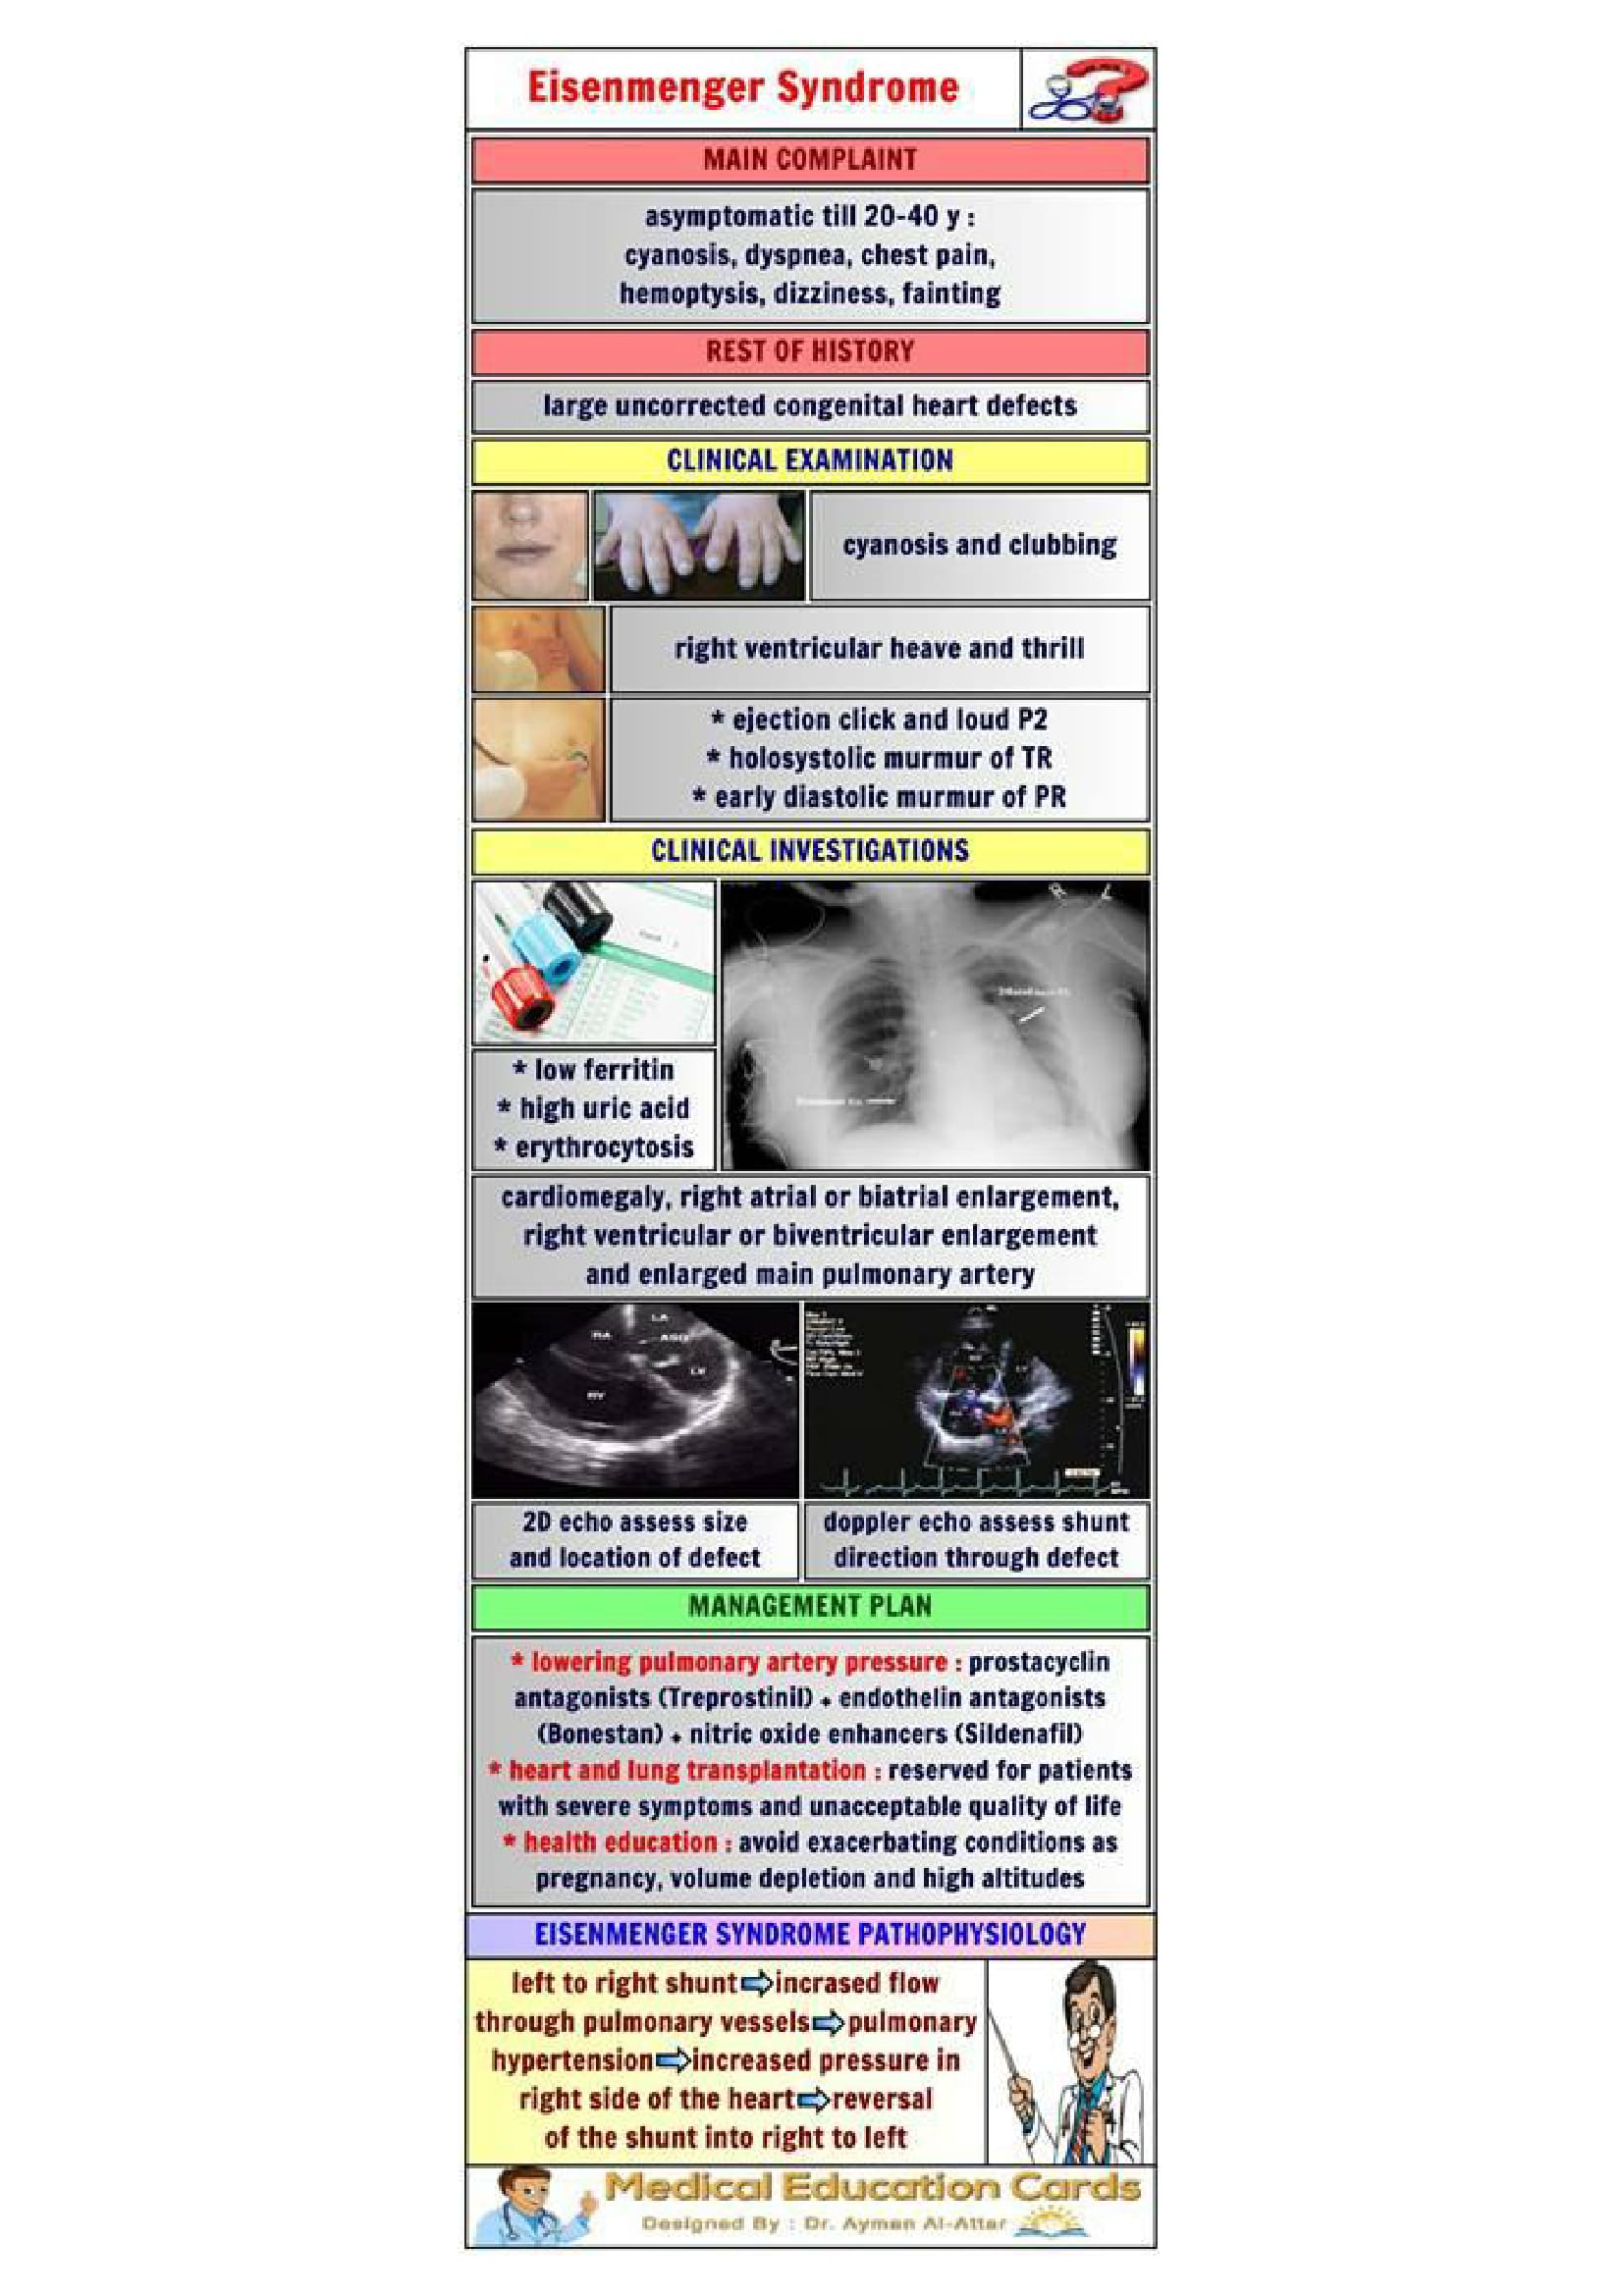 Eisenmenger Syndrome
MAIN COMPLAINT
asymptomatic till 20-40 y :
cyanosis, dyspnea, chest pain,
hemoptysis, dizziness, fainting
REST OF HISTORY
large uncorrected congenital heart defects
CLINICAL EXAMINATION
cyanosis and clubbing
right ventricular heave and thrill
* ejection click and loud P2
* holosystolic murmur of TR
* early diastolic murmur of PR
CLINICAL INVESTIGATIONS
R L
* low ferritin
* high uric acid
* erythrocytosis
cardiomegaly, right atrial or biatrial enlargement,
right ventricular or biventricular enlargement
and enlarged main pulmonary artery
LA
RA ASD
LV
RV
2D echo assess size
and location of defect
doppler echo assess shunt
direction through defect
MANAGEMENT PLAN
* lowering pulmonary artery pressure : prostacyclin
antagonists (Treprostinil) + endothelin antagonists
(Bonestan) + nitric oxide enhancers (Sildenafil)
* heart and lung transplantation : reserved for patients
with severe symptoms and unacceptable quality of life
* health education : avoid exacerbating conditions as
pregnancy, volume depletion and high altitudes
EISENMENGER SYNDROME PATHOPHYSIOLOGY
left to right shunt⇨incrased flow
through pulmonary vessels⇨pulmonary
hypertension⇨increased pressure in
right side of the heart⇨reversal
of the shunt into right to left
Medical Education Cards
Designed By : Dr. Ayman Al-Attar